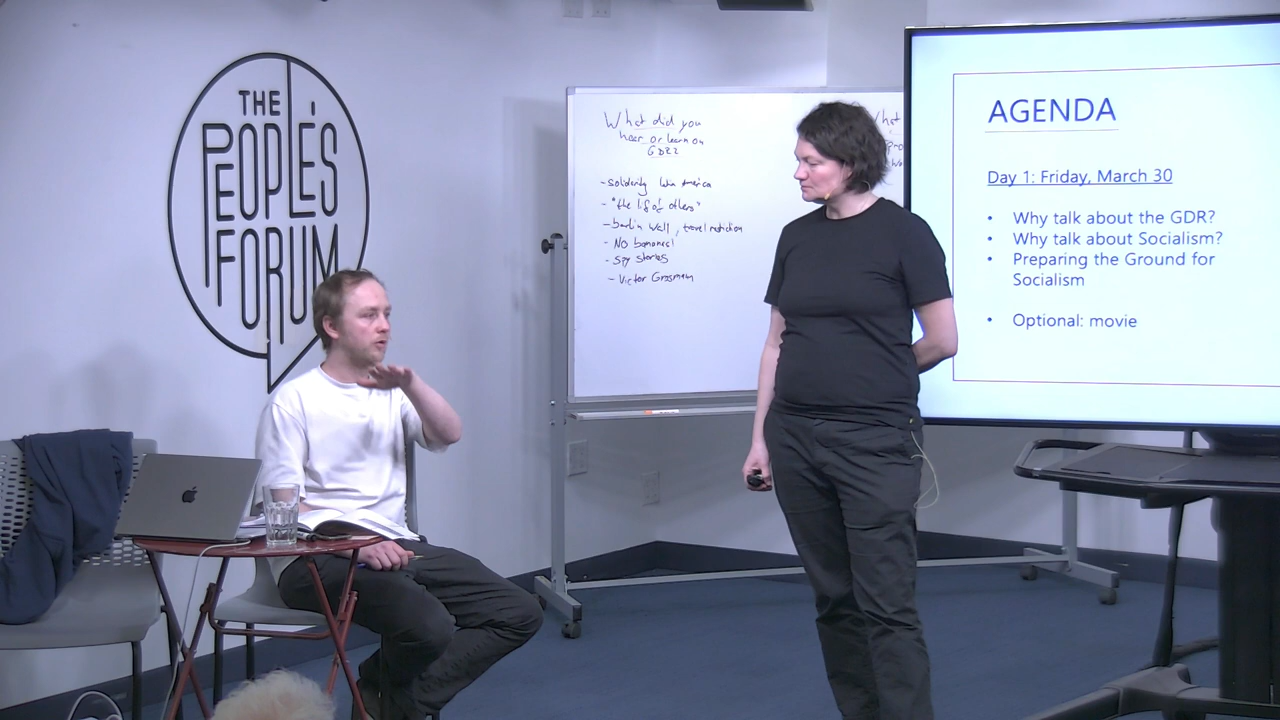 THE
PEOPLE'S
FORUM
What did you
hear or learn on
GDR?
-solidarity latin America
-"the life of others"
-berlin wall, travel restriction
-No bananas!
-Spy stories
-Victor Grosman
AGENDA
Day 1: Friday, March 30
• Why talk about the GDR?
• Why talk about Socialism?
• Preparing the Ground for
Socialism
• Optional: movie